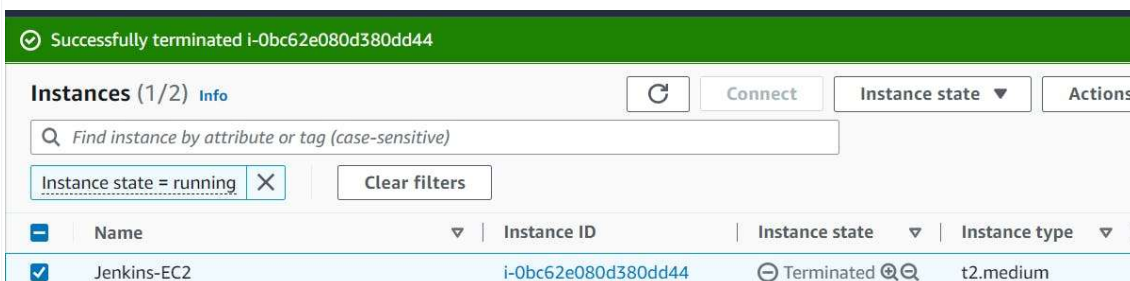 Successfully terminated i-0bc62e080d380dd44
Instances (1/2) Info
Connect
Instance state
Actions
Find instance by attribute or tag (case-sensitive)
Instance state = running
Clear filters
Name
Instance ID
Instance state
Instance type
Jenkins-EC2
i-0bc62e080d380dd44
Terminated
t2.medium